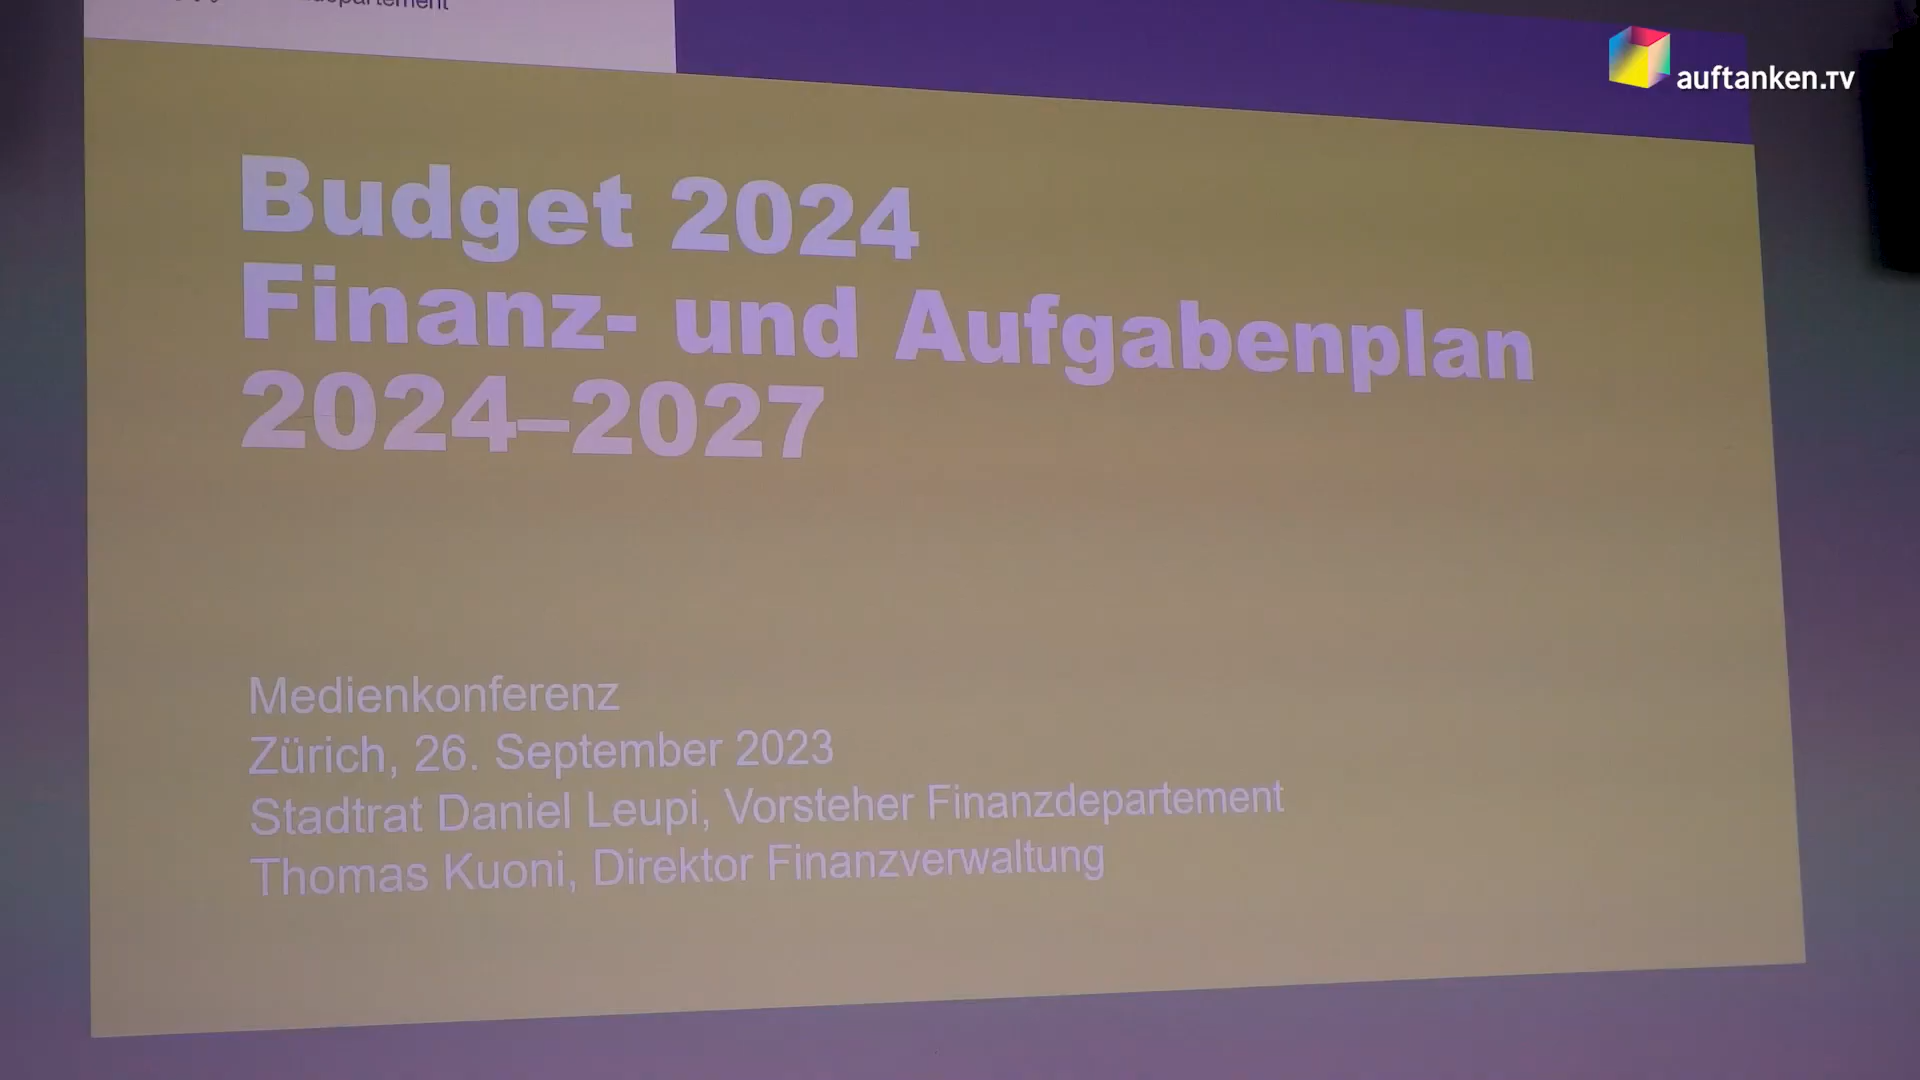 auftanken.TV
Budget 2024
Finanz- und Aufgabenplan
2024–2027
Medienkonferenz
Zürich, 26. September 2023
Stadtrat Daniel Leupi, Vorsteher Finanzdepartement
Thomas Kuoni, Direktor Finanzverwaltung